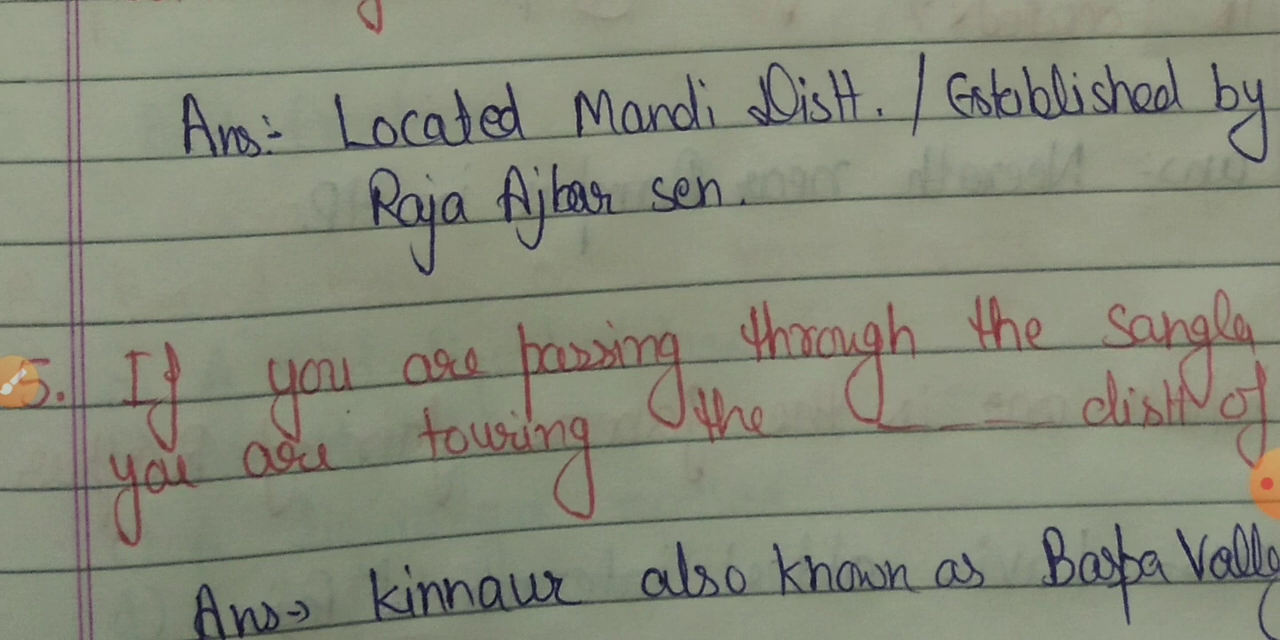 Ans:- Located Mandi Distt. / Established by
Raja Ajbar sen.
5. If you are passing through the Sangla
you are touring the ____ distt of
Ans→ Kinnaur also known as Baspa Valley